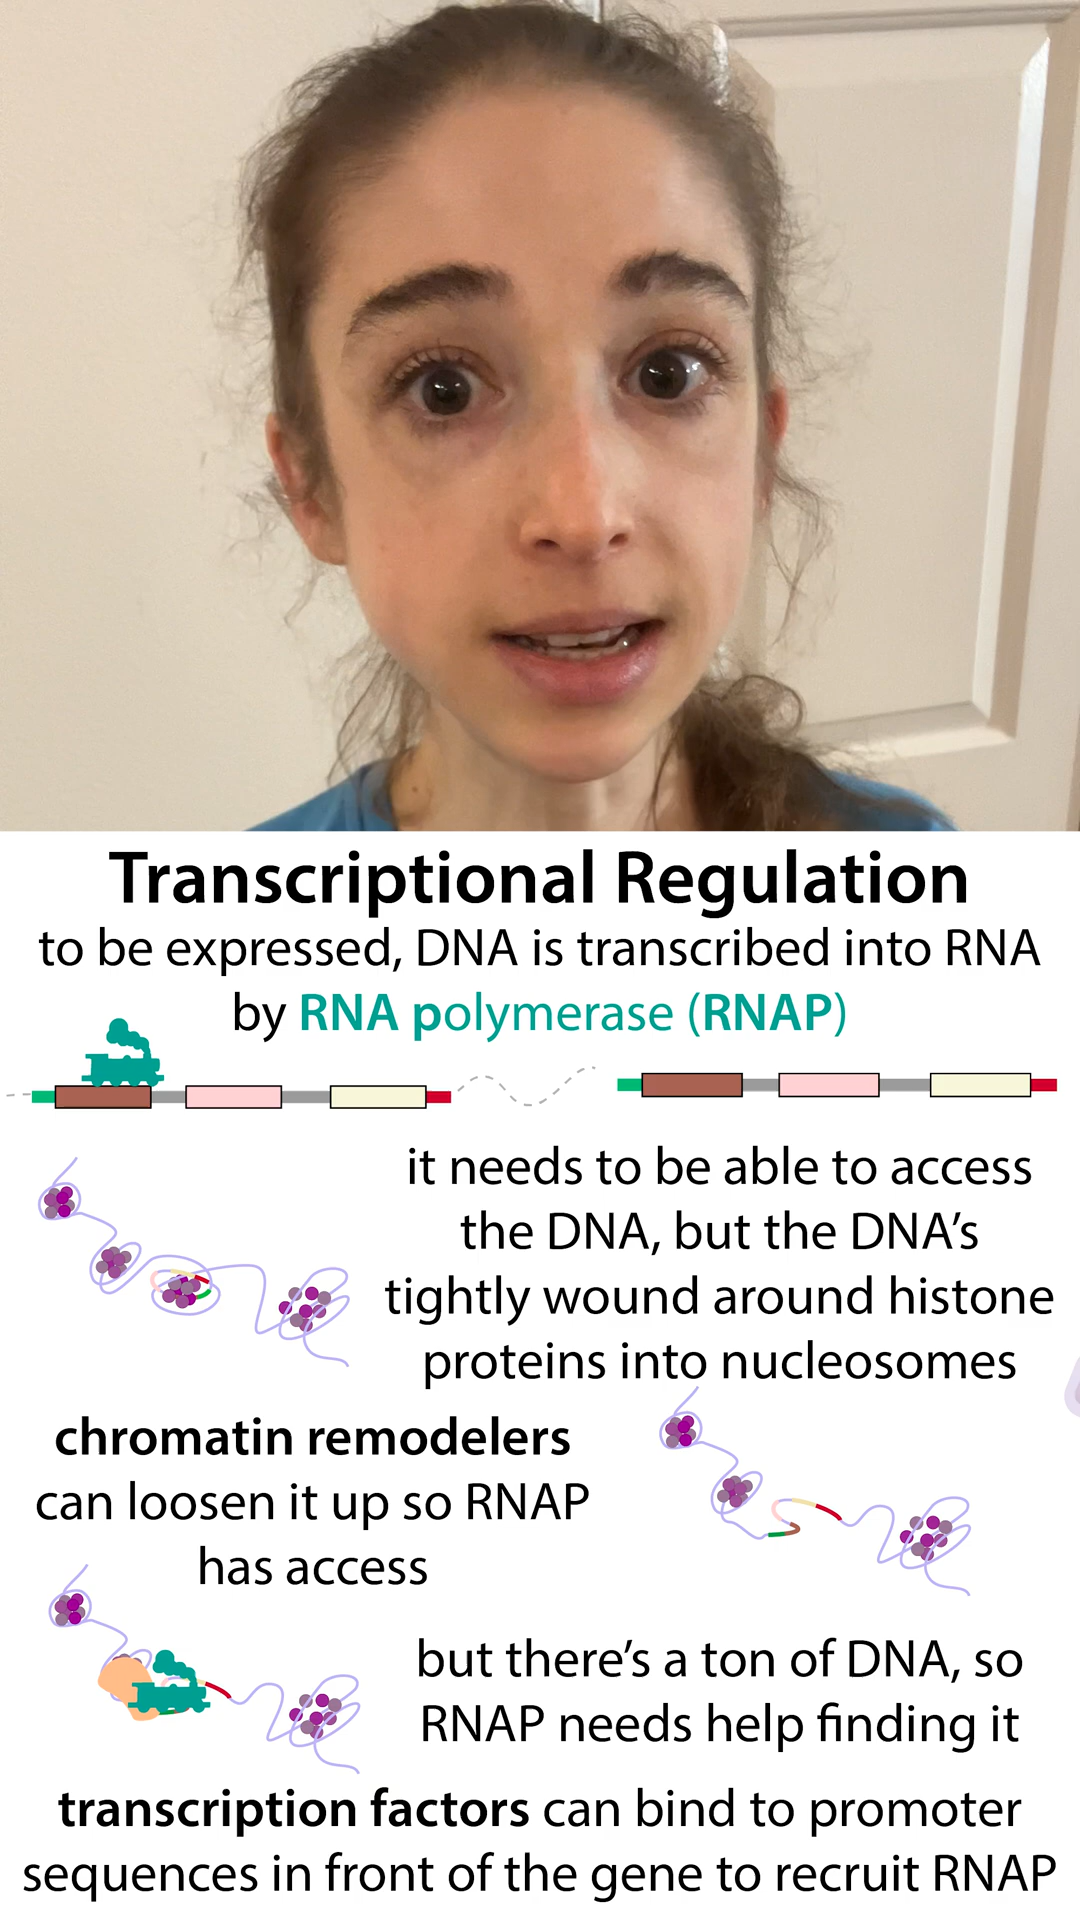 Transcriptional Regulation
to be expressed, DNA is transcribed into RNA
by RNA polymerase (RNAP)
it needs to be able to access
the DNA, but the DNA’s
tightly wound around histone
proteins into nucleosomes
chromatin remodelers
can loosen it up so RNAP
has access
but there’s a ton of DNA, so
RNAP needs help finding it
transcription factors can bind to promoter
sequences in front of the gene to recruit RNAP